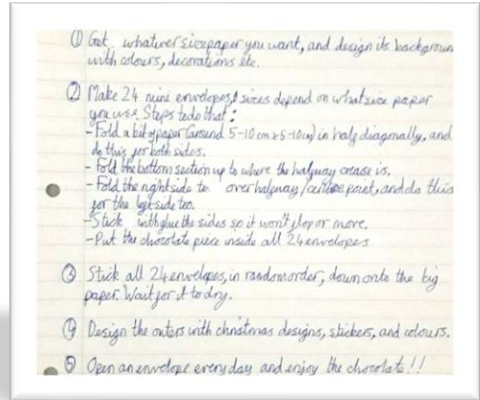 ① Get whatever size paper you want, and design its backgroun
with colours, decorations etc.
② Make 24 mini envelopes, sizes depend on what size paper
you use. Steps to do that:
- Fold a bit of paper (around 5-10cm x 5-10cm) in half diagonally, and
do this for both sides.
- Fold the bottom section up to where the halfway crease is.
- Fold the right side to over halfway / centre point, and do this
for the left side too.
- Stick with glue the sides so it won't flop or move.
- Put the chocolate piece inside all 24 envelopes
③ Stick all 24 envelopes, in random order, down onto the big
paper. Wait for it to dry.
④ Design the outers with christmas designs, stickers, and colours.
⑤ Open an envelope every day and enjoy the chocolate!!